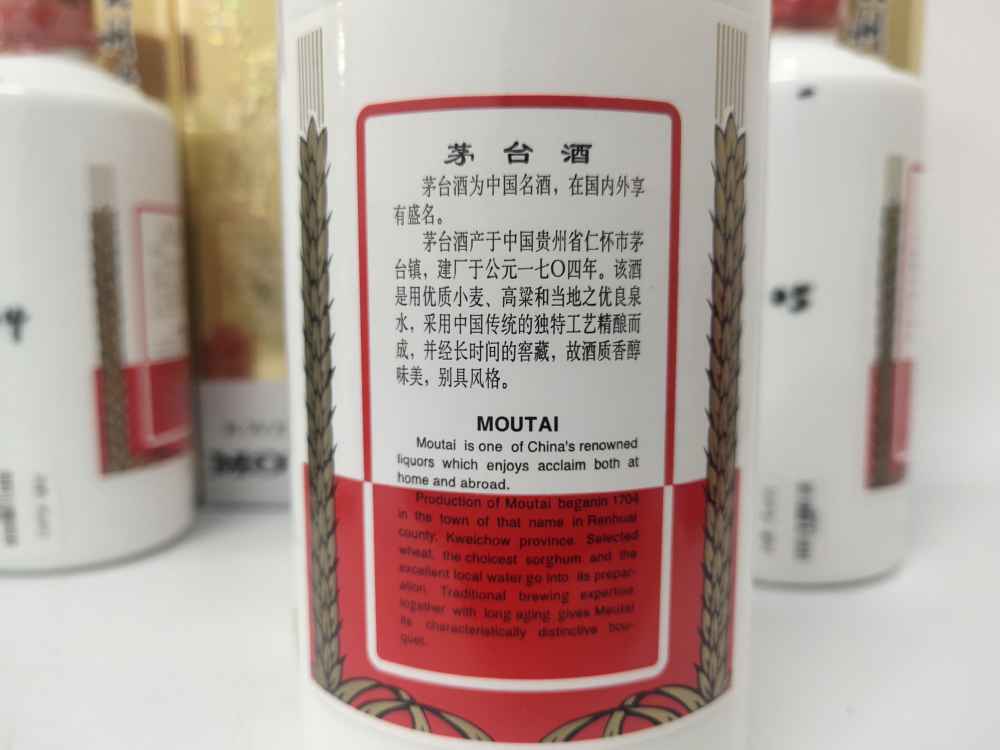 茅台酒
茅台酒为中国名酒，在国内外享
有盛名。
茅台酒产于中国贵州省仁怀市茅
台镇，建厂于公元一七〇四年。该酒
是用优质小麦、高粱和当地之优良泉
水，采用中国传统的独特工艺精酿而
成，并经长时间的窖藏，故酒质香醇
味美，别具风格。
MOUTAI
Moutai is one of China's renowned
liquors which enjoys acclaim both at
home and abroad.
Production of Moutai beganin 1704
in the town of that name in Renhuai
county, Kweichow province. Selected
wheat, the choicest sorghum and the
excellent local water go into its prepar-
ation. Traditional brewing expertise
together with long aging gives Moutai
its characteristically distinctive bou-
quet.
MO